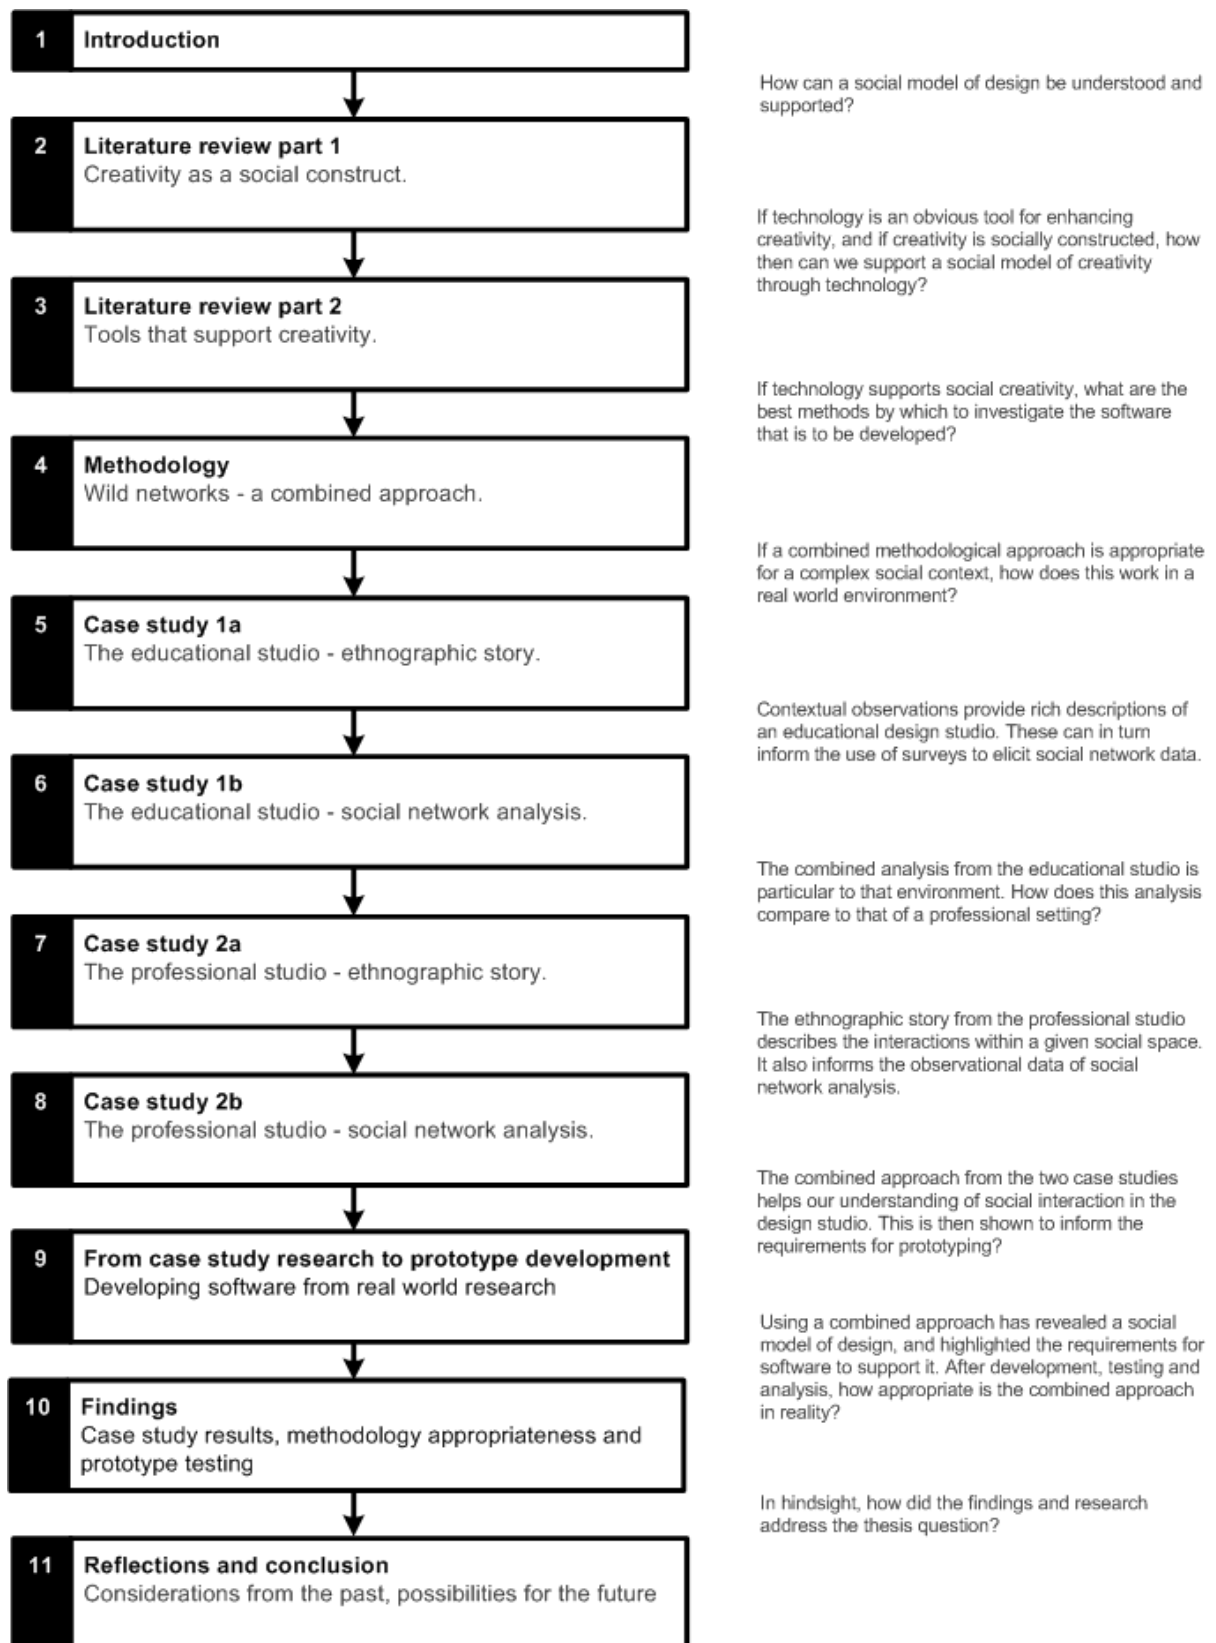 1 Introduction
How can a social model of design be understood and
supported?
2 Literature review part 1
Creativity as a social construct.
If technology is an obvious tool for enhancing
creativity, and if creativity is socially constructed, how
then can we support a social model of creativity
through technology?
3 Literature review part 2
Tools that support creativity.
If technology supports social creativity, what are the
best methods by which to investigate the software
that is to be developed?
4 Methodology
Wild networks - a combined approach.
If a combined methodological approach is appropriate
for a complex social context, how does this work in a
real world environment?
5 Case study 1a
The educational studio - ethnographic story.
Contextual observations provide rich descriptions of
an educational design studio. These can in turn
inform the use of surveys to elicit social network data.
6 Case study 1b
The educational studio - social network analysis.
The combined analysis from the educational studio is
particular to that environment. How does this analysis
compare to that of a professional setting?
7 Case study 2a
The professional studio - ethnographic story.
The ethnographic story from the professional studio
describes the interactions within a given social space.
It also informs the observational data of social
network analysis.
8 Case study 2b
The professional studio - social network analysis.
The combined approach from the two case studies
helps our understanding of social interaction in the
design studio. This is then shown to inform the
requirements for prototyping?
9 From case study research to prototype development
Developing software from real world research
Using a combined approach has revealed a social
model of design, and highlighted the requirements for
software to support it. After development, testing and
analysis, how appropriate is the combined approach
in reality?
10 Findings
Case study results, methodology appropriateness and
prototype testing
In hindsight, how did the findings and research
address the thesis question?
11 Reflections and conclusion
Considerations from the past, possibilities for the future